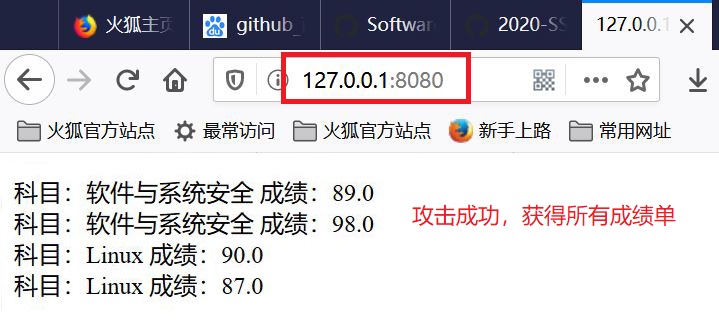 火狐主页
github_
Softwar
2020-SS
127.0.0.1
127.0.0.1:8080
火狐官方站点
最常访问
火狐官方站点
新手上路
常用网址
科目：软件与系统安全 成绩：89.0
科目：软件与系统安全 成绩：98.0
攻击成功，获得所有成绩单
科目：Linux 成绩：90.0
科目：Linux 成绩：87.0